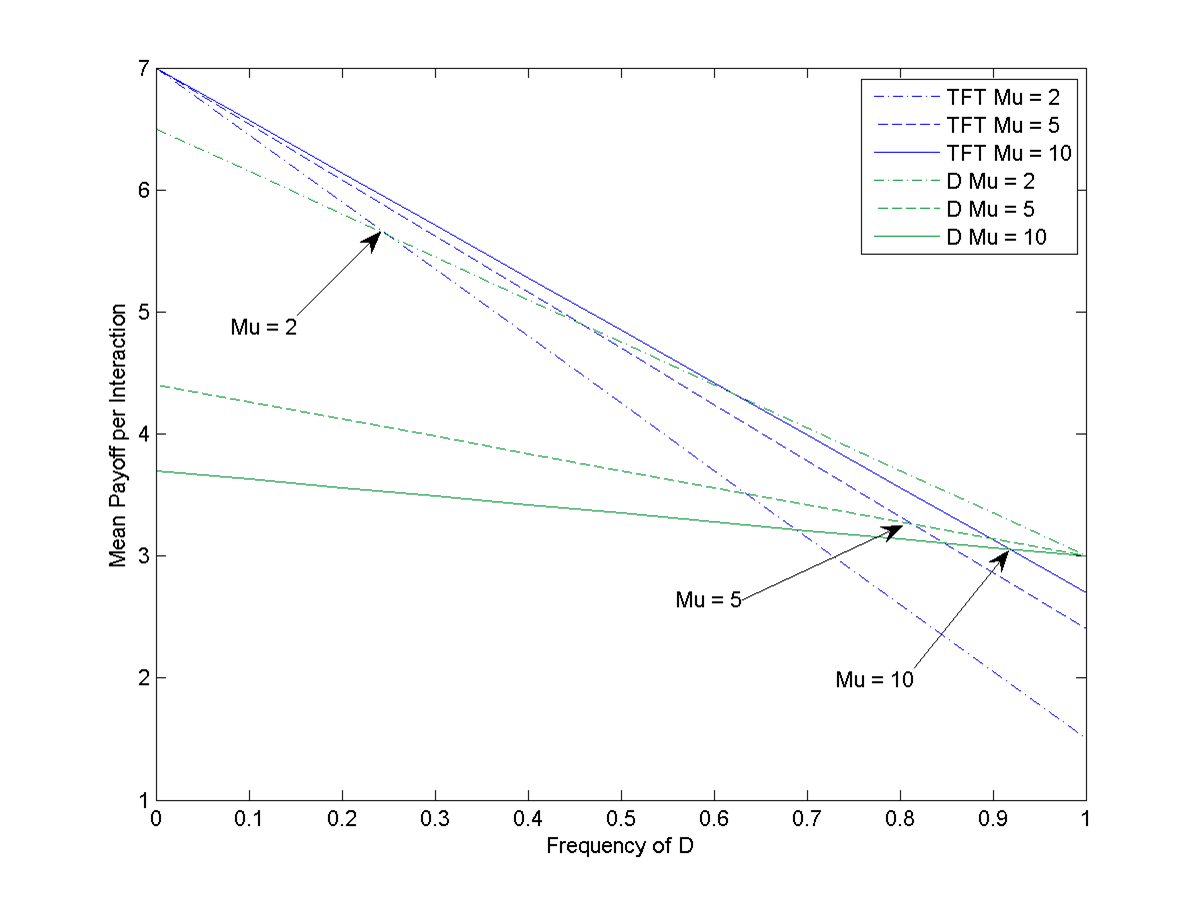 7
6
5
4
3
2
1
Mean Payoff per Interaction
TFT Mu = 2
TFT Mu = 5
TFT Mu = 10
D Mu = 2
D Mu = 5
D Mu = 10
Mu = 2
Mu = 5
Mu = 10
0 0.1 0.2 0.3 0.4 0.5 0.6 0.7 0.8 0.9 1
Frequency of D